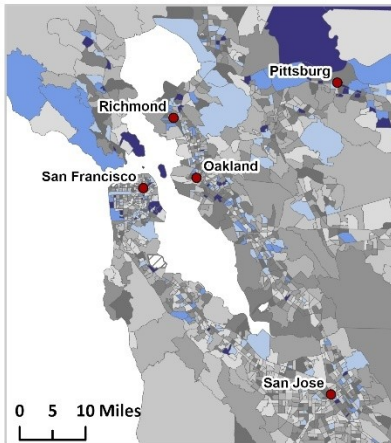 Pittsburg
Richmond
Oakland
San Francisco
San Jose
0 5 10 Miles